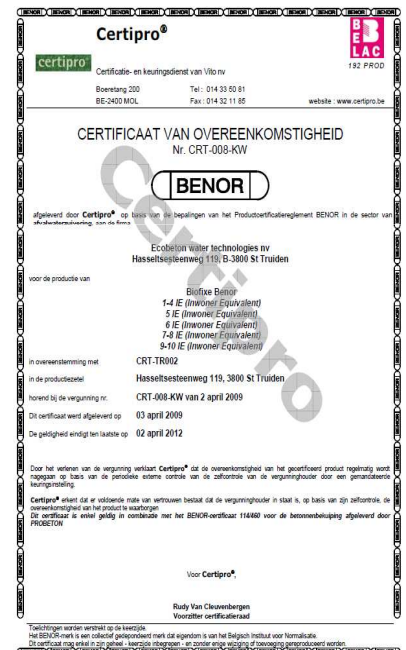 Certipro®
BELAC
192 PROD
certipro
Certificatie- en keuringsdienst van Vito nv
Boeretang 200
Tel : 014 33 50 81
BE-2400 MOL
Fax : 014 32 11 85
website : www.certipro.be
CERTIFICAAT VAN OVEREENKOMSTIGHEID
Nr. CRT-008-KW
BENOR
afgeleverd door Certipro® op basis van de bepalingen van het Productcertificatiereglement BENOR in de sector van
afvalwaterzuivering, aan de firma
Ecobeton water technologies nv
Hasseltsesteenweg 119, B-3800 St Truiden
voor de productie van
Biofixe Benor
1-4 IE (Inwoner Equivalent)
5 IE (Inwoner Equivalent)
6 IE (Inwoner Equivalent)
7-8 IE (Inwoner Equivalent)
9-10 IE (Inwoner Equivalent)
in overeenstemming met CRT-TR002
in de productiezetel Hasseltsesteenweg 119, 3800 St Truiden
horend bij de vergunning nr. CRT-008-KW van 2 april 2009
Dit certificaat werd afgeleverd op 03 april 2009
De geldigheid eindigt ten laatste op 02 april 2012
Door het verlenen van de vergunning verklaart Certipro® dat de overeenkomstigheid van het gecertificeerd product regelmatig wordt
nagegaan op basis van de periodieke externe controle van de zelfcontrole van de vergunninghouder door een gemandateerde
keuringsinstelling.
Certipro® erkent dat er voldoende mate van vertrouwen bestaat dat de vergunninghouder in staat is, op basis van zijn zelfcontrole, de
overeenkomstigheid van het product te waarborgen
Dit certificaat is enkel geldig in combinatie met het BENOR-certificaat 114/460 voor de betonnenbekuiping afgeleverd door
PROBETON
Voor Certipro®,
Rudy Van Cleuvenbergen
Voorzitter certificatieraad
Toelichtingen worden verstrekt op de keerzijde.
Het BENOR-merk is een collectief gedeponeerd merk dat eigendom is van het Belgisch Instituut voor Normalisatie.
Dit certificaat mag enkel in zijn geheel - keerzijde inbegrepen - en zonder enige wijziging of toevoeging gereproduceerd worden.
Certipro